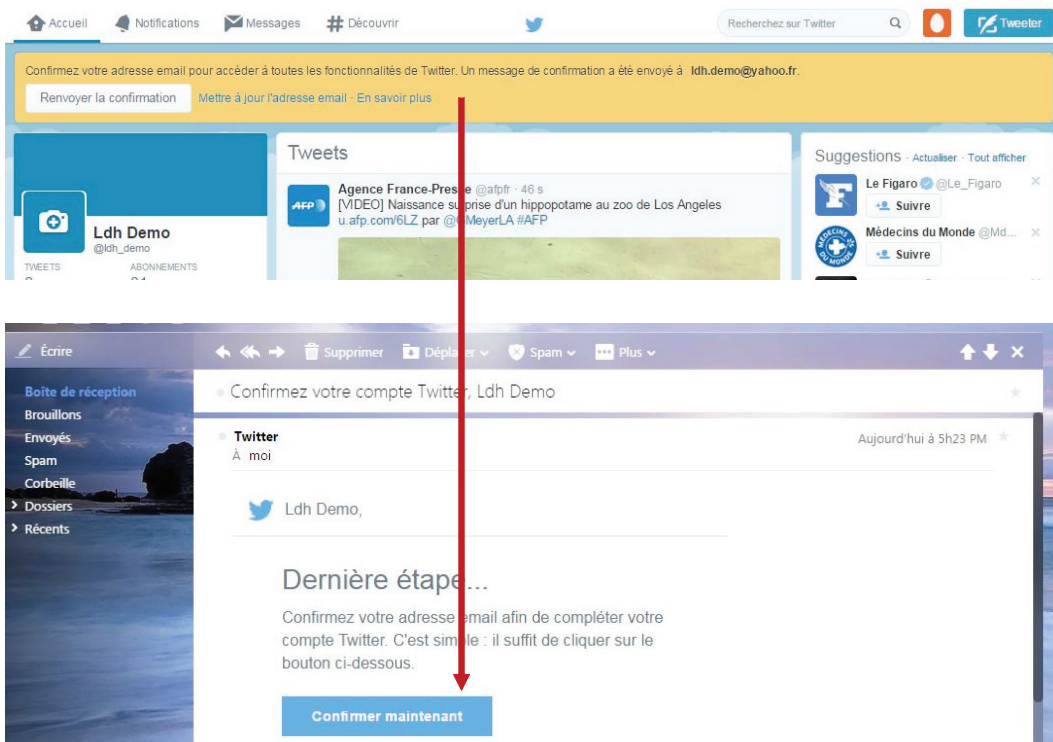 Accueil Notifications Messages # Découvrir Recherchez sur Twitter Tweeter
Confirmez votre adresse email pour accéder à toutes les fonctionnalités de Twitter. Un message de confirmation a été envoyé à ldh.demo@yahoo.fr.
Renvoyer la confirmation Mettre à jour l'adresse email · En savoir plus
Tweets
Agence France-Presse @afpfr · 46 s
[VIDEO] Naissance surprise d'un hippopotame au zoo de Los Angeles
u.afp.com/6LZ par @CMeyerLA #AFP
AFP
Ldh Demo
@ldh_demo
TWEETS ABONNEMENTS
Suggestions · Actualiser · Tout afficher
Le Figaro @Le_Figaro ×
Suivre
Médecins du Monde @Md... ×
Suivre
MÉDECINS DU MONDE
Écrire Supprimer Déplacer Spam Plus
Boîte de réception
Brouillons
Envoyés
Spam
Corbeille
Dossiers
Récents
Confirmez votre compte Twitter, Ldh Demo
Twitter Aujourd'hui à 5h23 PM
À moi
Ldh Demo,
Dernière étape...
Confirmez votre adresse email afin de compléter votre
compte Twitter. C'est simple : il suffit de cliquer sur le
bouton ci-dessous.
Confirmer maintenant